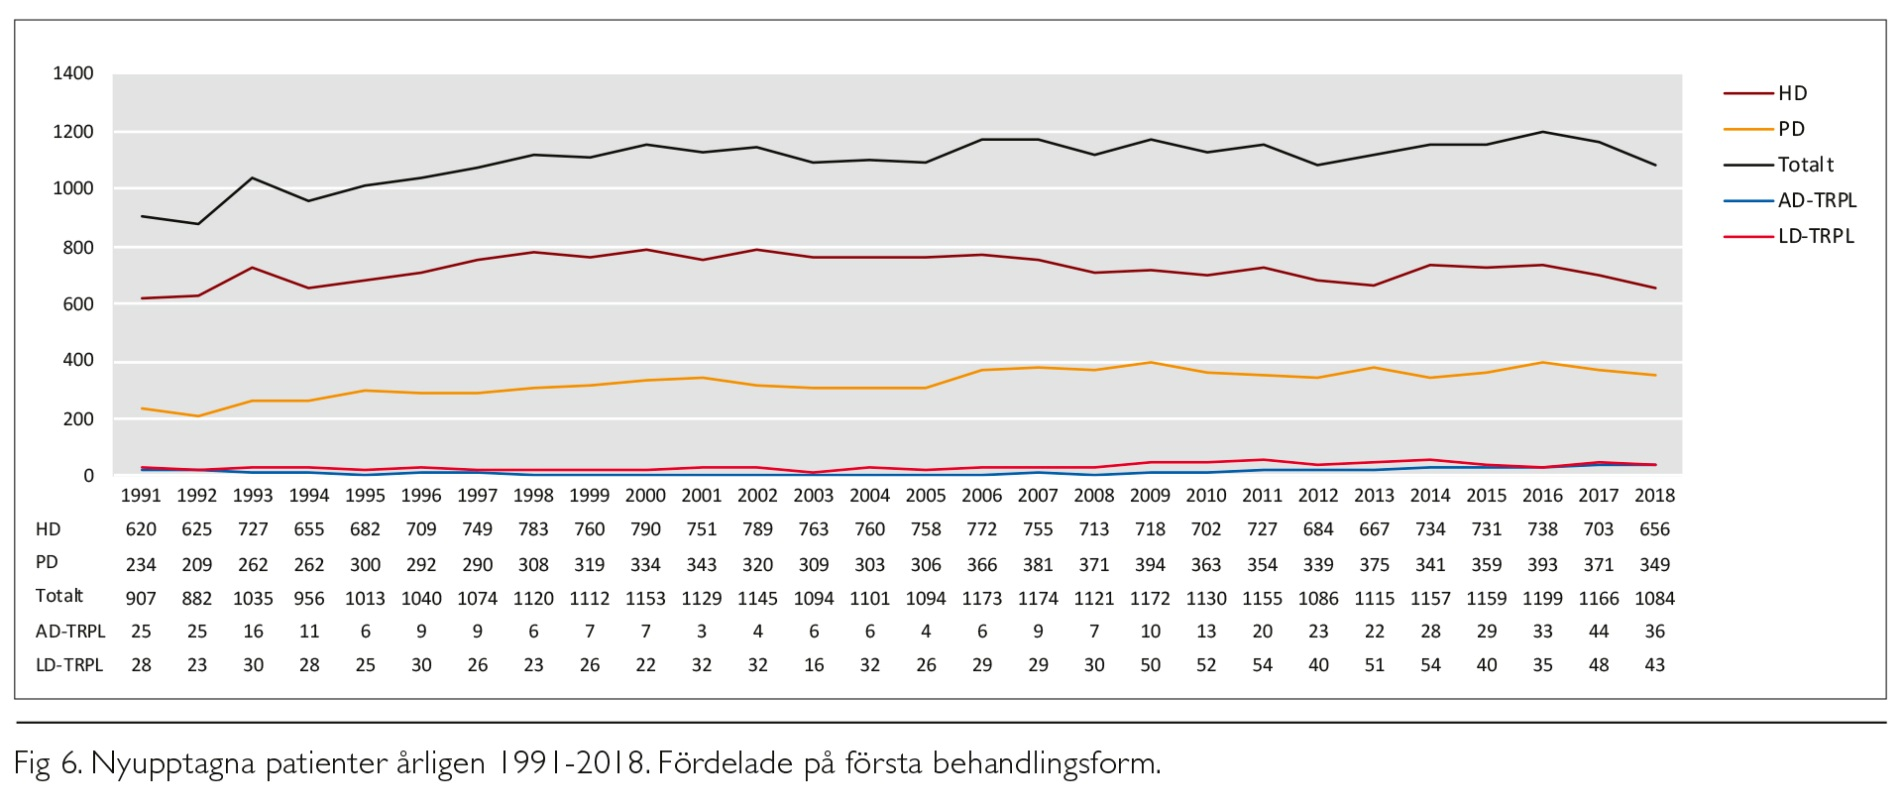 1400
1200
1000
800
600
400
200
0
HD
PD
Totalt
AD-TRPL
LD-TRPL
1991 1992 1993 1994 1995 1996 1997 1998 1999 2000 2001 2002 2003 2004 2005 2006 2007 2008 2009 2010 2011 2012 2013 2014 2015 2016 2017 2018
HD 620 625 727 655 682 709 749 783 760 790 751 789 763 760 758 772 755 713 718 702 727 684 667 734 731 738 703 656
PD 234 209 262 262 300 292 290 308 319 334 343 320 309 303 306 366 381 371 394 363 354 339 375 341 359 393 371 349
Totalt 907 882 1035 956 1013 1040 1074 1120 1112 1153 1129 1145 1094 1101 1094 1173 1174 1121 1172 1130 1155 1086 1115 1157 1159 1199 1166 1084
AD-TRPL 25 25 16 11 6 9 9 6 7 7 3 4 6 6 4 6 9 7 10 13 20 23 22 28 29 33 44 36
LD-TRPL 28 23 30 28 25 30 26 23 26 22 32 32 16 32 26 29 29 30 50 52 54 40 51 54 40 35 48 43
Fig 6. Nyupptagna patienter årligen 1991-2018. Fördelade på första behandlingsform.